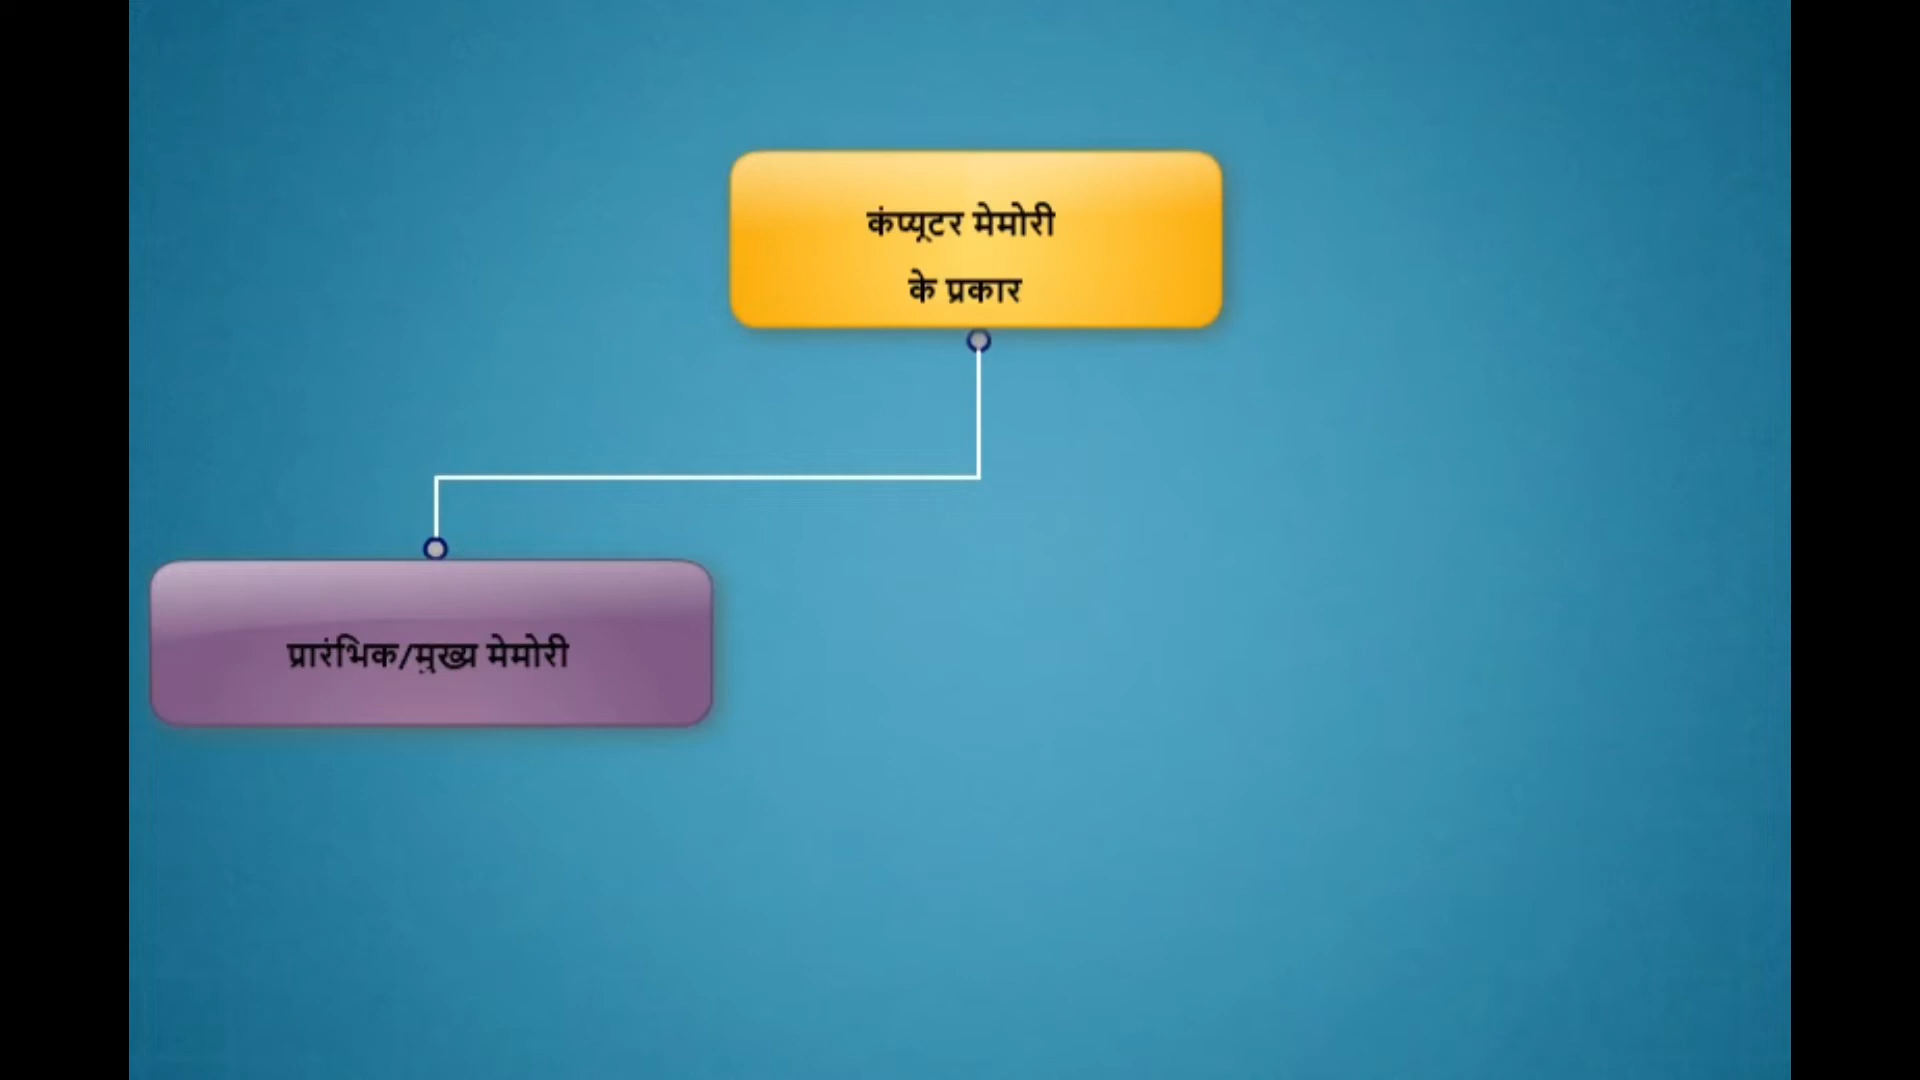 कंप्यूटर मेमोरी
के प्रकार
प्रारंभिक/मुख्य मेमोरी